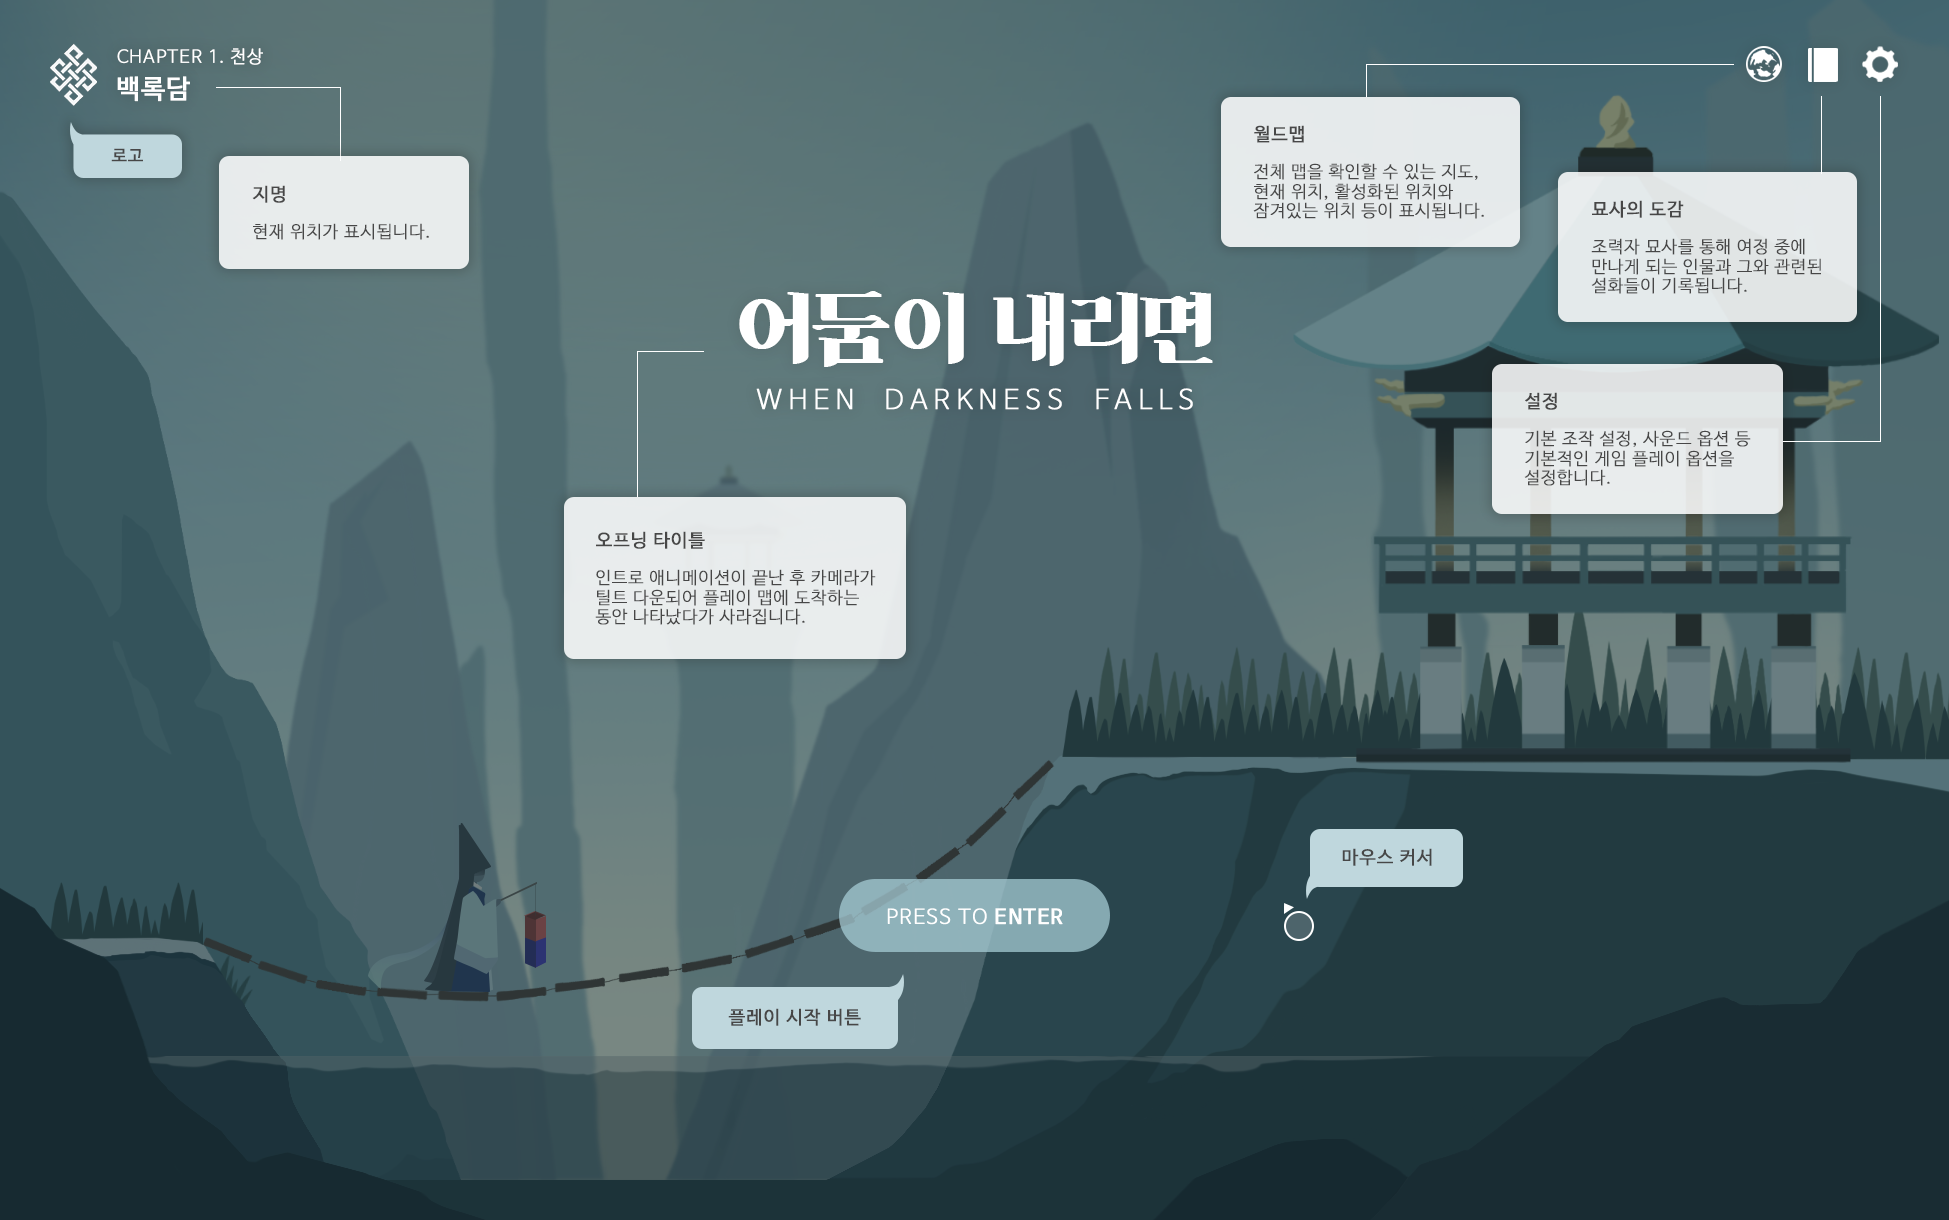 CHAPTER 1. 천상
백록담
로고
지명
현재 위치가 표시됩니다.
월드맵
전체 맵을 확인할 수 있는 지도,
현재 위치, 활성화된 위치와
잠겨있는 위치 등이 표시됩니다.
묘사의 도감
조력자 묘사를 통해 여정 중에
만나게 되는 인물과 그와 관련된
설화들이 기록됩니다.
어둠이 내리면
WHEN DARKNESS FALLS
설정
기본 조작 설정, 사운드 옵션 등
기본적인 게임 플레이 옵션을
설정합니다.
오프닝 타이틀
인트로 애니메이션이 끝난 후 카메라가
틸트 다운되어 플레이 맵에 도착하는
동안 나타났다가 사라집니다.
마우스 커서
PRESS TO ENTER
플레이 시작 버튼